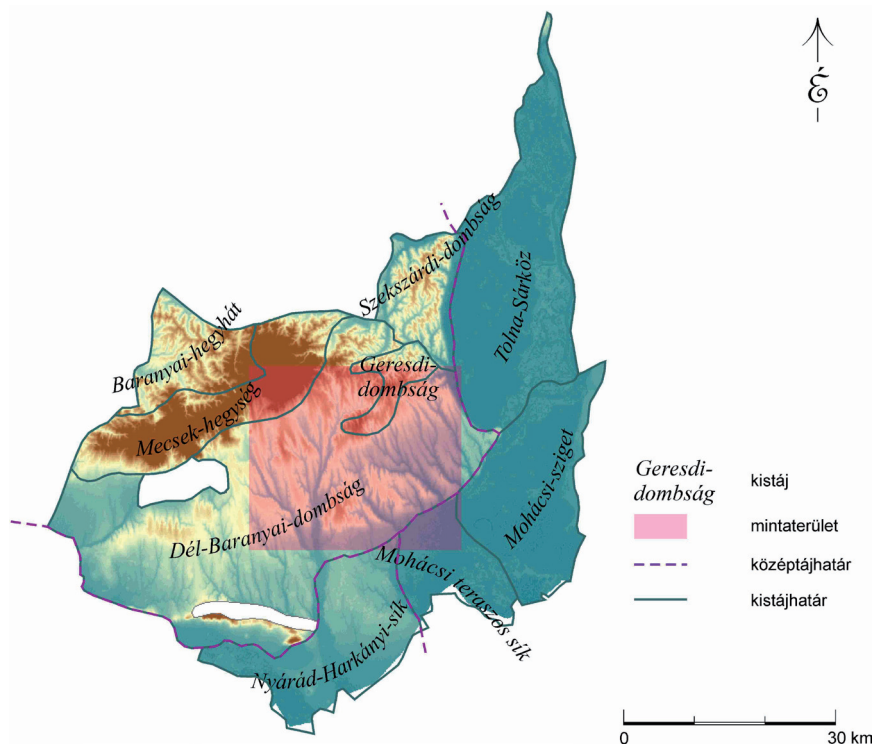 É
Szekszárdi-dombság
Tolna-Sárköz
Baranyai-hegyhát
Geresdi-
dombság
Mecsek-hegység
Mohácsi-sziget
Dél-Baranyai-dombság
Mohácsi teraszos sík
Nyárád-Harkányi-sík
Geresdi-
dombság
kistáj
mintaterület
középtájhatár
kistájhatár
0
30 km